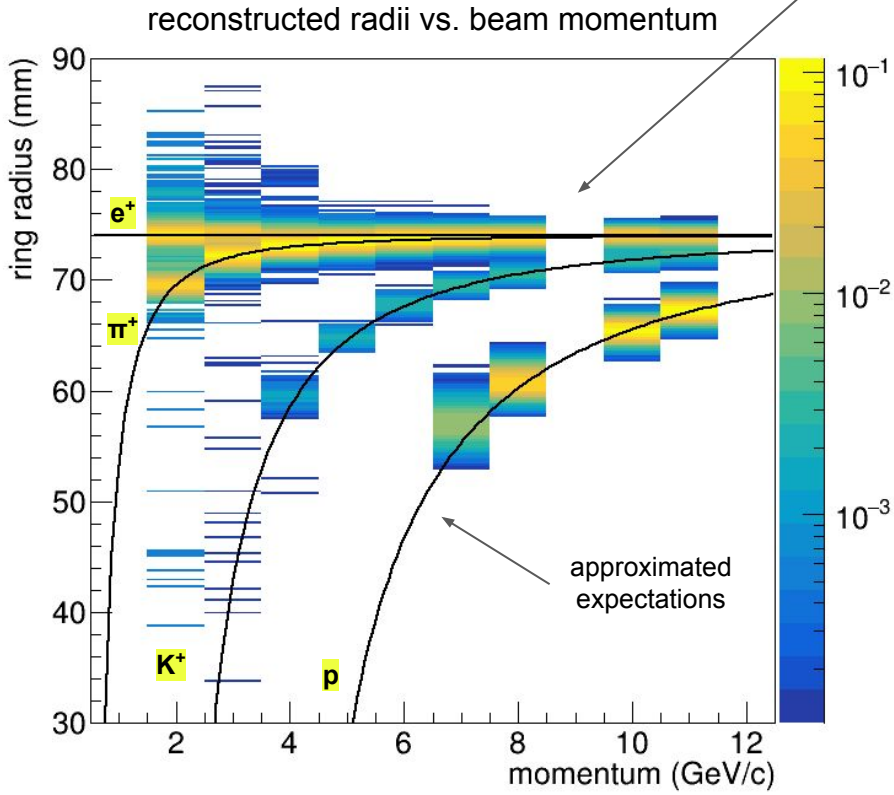 reconstructed radii vs. beam momentum
ring radius (mm)
90
80
70
60
50
40
30
e⁺
π⁺
K⁺
p
approximated
expectations
2
4
6
8
10
12
momentum (GeV/c)
10⁻¹
10⁻²
10⁻³